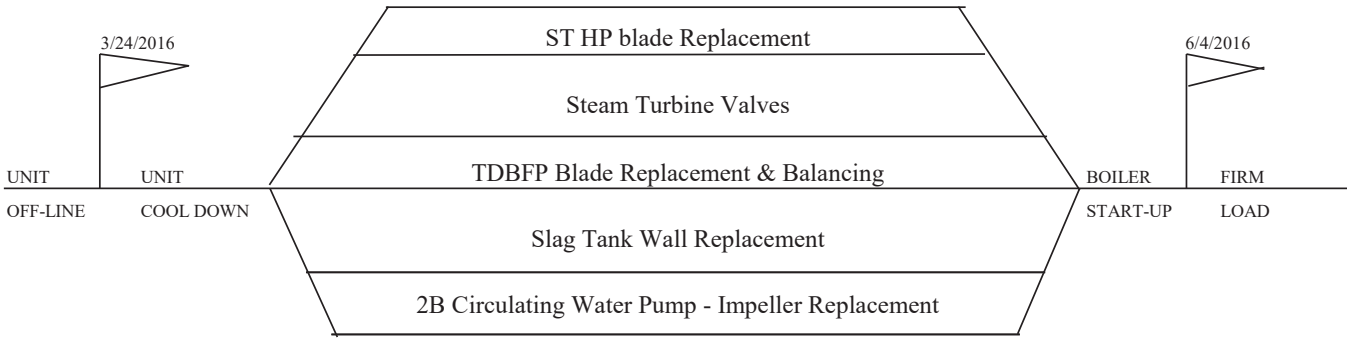 ST HP blade Replacement
3/24/2016
6/4/2016
Steam Turbine Valves
UNIT
UNIT
TDBFP Blade Replacement & Balancing
BOILER
FIRM
OFF-LINE
COOL DOWN
START-UP
LOAD
Slag Tank Wall Replacement
2B Circulating Water Pump - Impeller Replacement